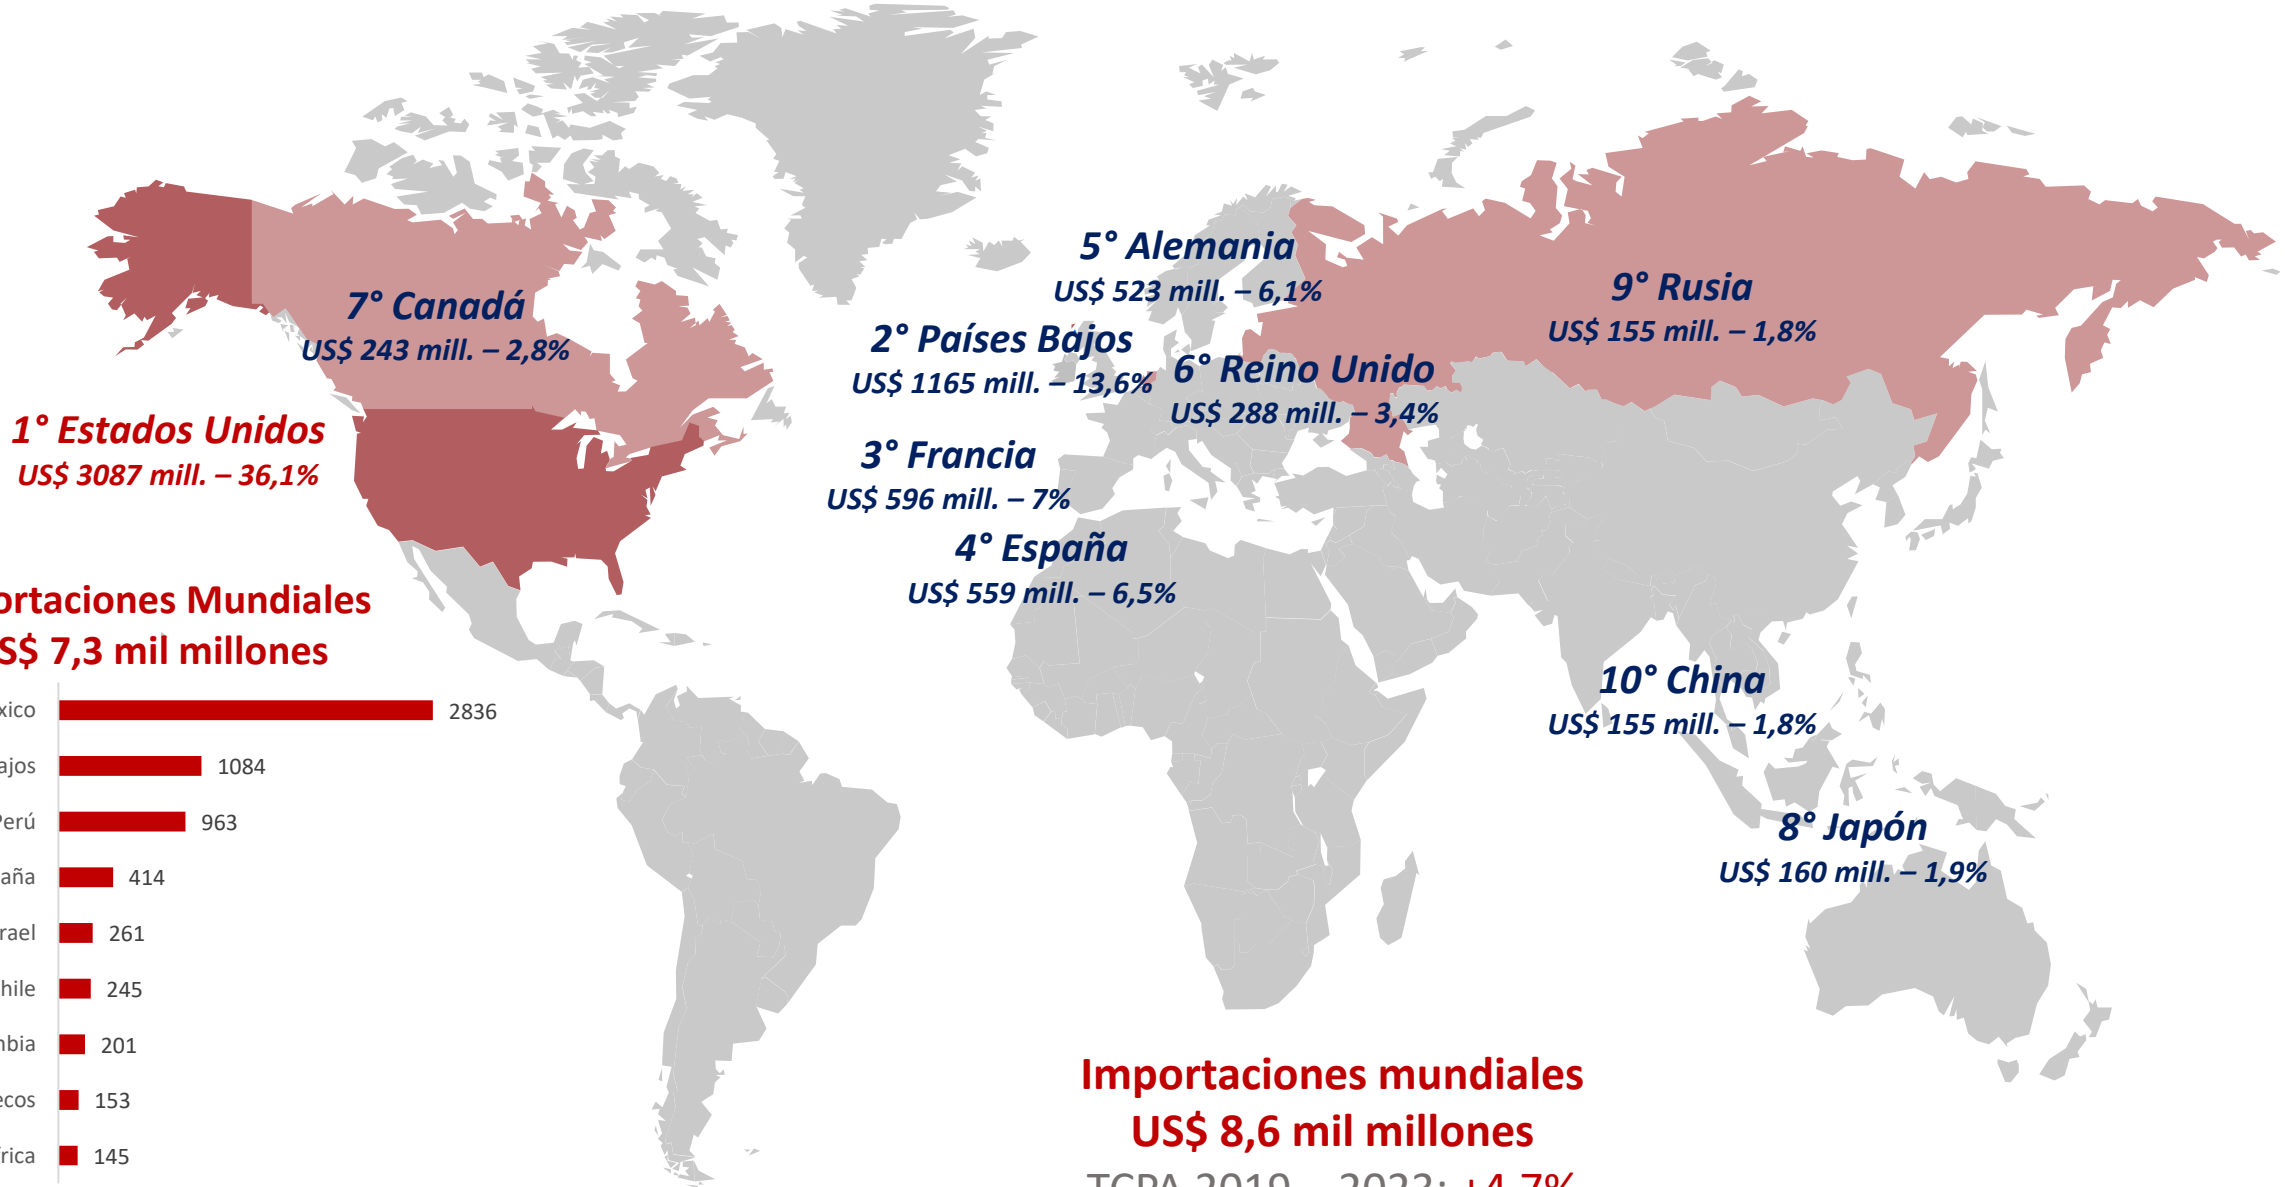 5° Alemania
US$ 523 mill. – 6,1%
9° Rusia
US$ 155 mill. – 1,8%
7° Canadá
US$ 243 mill. – 2,8%
2° Países Bajos
US$ 1165 mill. – 13,6%
6° Reino Unido
US$ 288 mill. – 3,4%
1° Estados Unidos
US$ 3087 mill. – 36,1%
3° Francia
US$ 596 mill. – 7%
4° España
US$ 559 mill. – 6,5%
ortaciones Mundiales
S$ 7,3 mil millones
xico 2836
ajos 1084
Perú 963
aña 414
rael 261
hile 245
nbia 201
ecos 153
rica 145
10° China
US$ 155 mill. – 1,8%
8° Japón
US$ 160 mill. – 1,9%
Importaciones mundiales
US$ 8,6 mil millones
TCPA 2019 – 2023: +4,7%